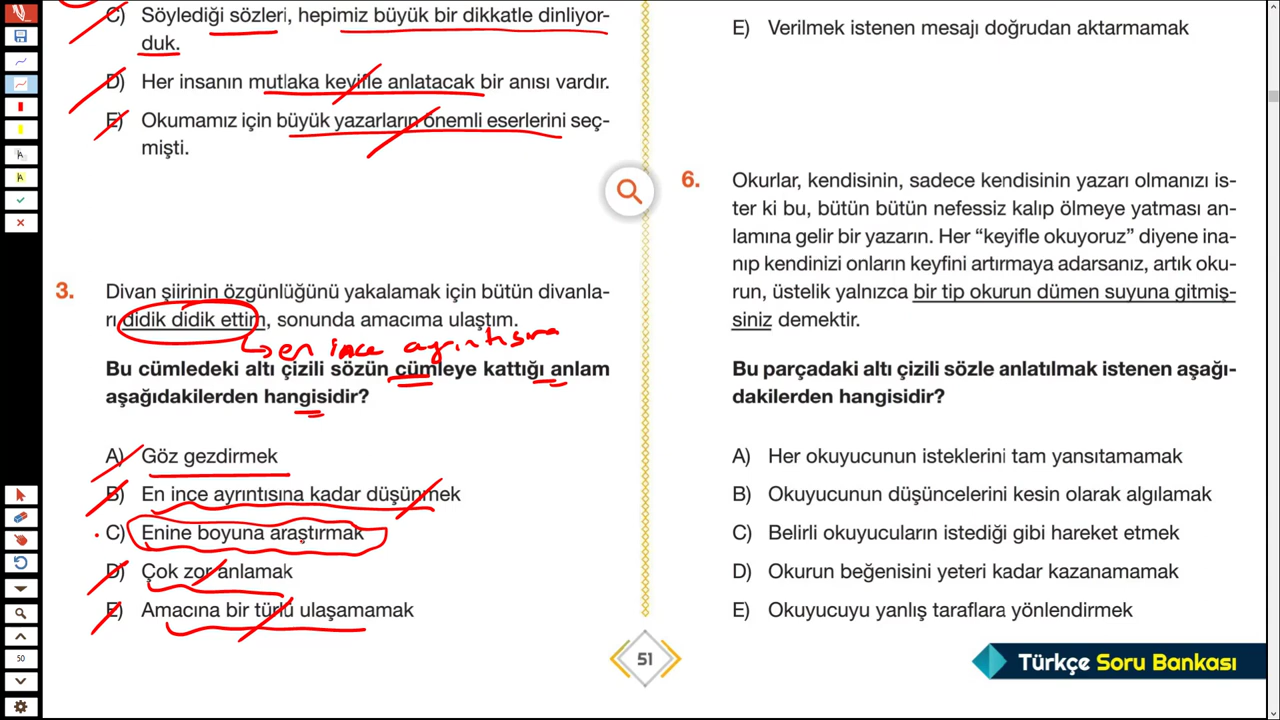 C) Söylediği sözleri, hepimiz büyük bir dikkatle dinliyor-
duk.
D) Her insanın mutlaka keyifle anlatacak bir anısı vardır.
E) Okumamız için büyük yazarların önemli eserlerini seç-
mişti.
3. Divan şiirinin özgünlüğünü yakalamak için bütün divanla-
rı didik didik ettim, sonunda amacıma ulaştım.
en ince ayrıntısına
Bu cümledeki altı çizili sözün cümleye kattığı anlam
aşağıdakilerden hangisidir?
A) Göz gezdirmek
B) En ince ayrıntısına kadar düşünmek
C) Enine boyuna araştırmak
D) Çok zor anlamak
E) Amacına bir türlü ulaşamamak
E) Verilmek istenen mesajı doğrudan aktarmamak
6. Okurlar, kendisinin, sadece kendisinin yazarı olmanızı is-
ter ki bu, bütün bütün nefessiz kalıp ölmeye yatması an-
lamına gelir bir yazarın. Her “keyifle okuyoruz” diyene ina-
nıp kendinizi onların keyfini artırmaya adarsanız, artık oku-
run, üstelik yalnızca bir tip okurun dümen suyuna gitmiş-
siniz demektir.
Bu parçadaki altı çizili sözle anlatılmak istenen aşağı-
dakilerden hangisidir?
A) Her okuyucunun isteklerini tam yansıtamamak
B) Okuyucunun düşüncelerini kesin olarak algılamak
C) Belirli okuyucuların istediği gibi hareket etmek
D) Okurun beğenisini yeteri kadar kazanamamak
E) Okuyucuyu yanlış taraflara yönlendirmek
51
Türkçe Soru Bankası
A
A
50